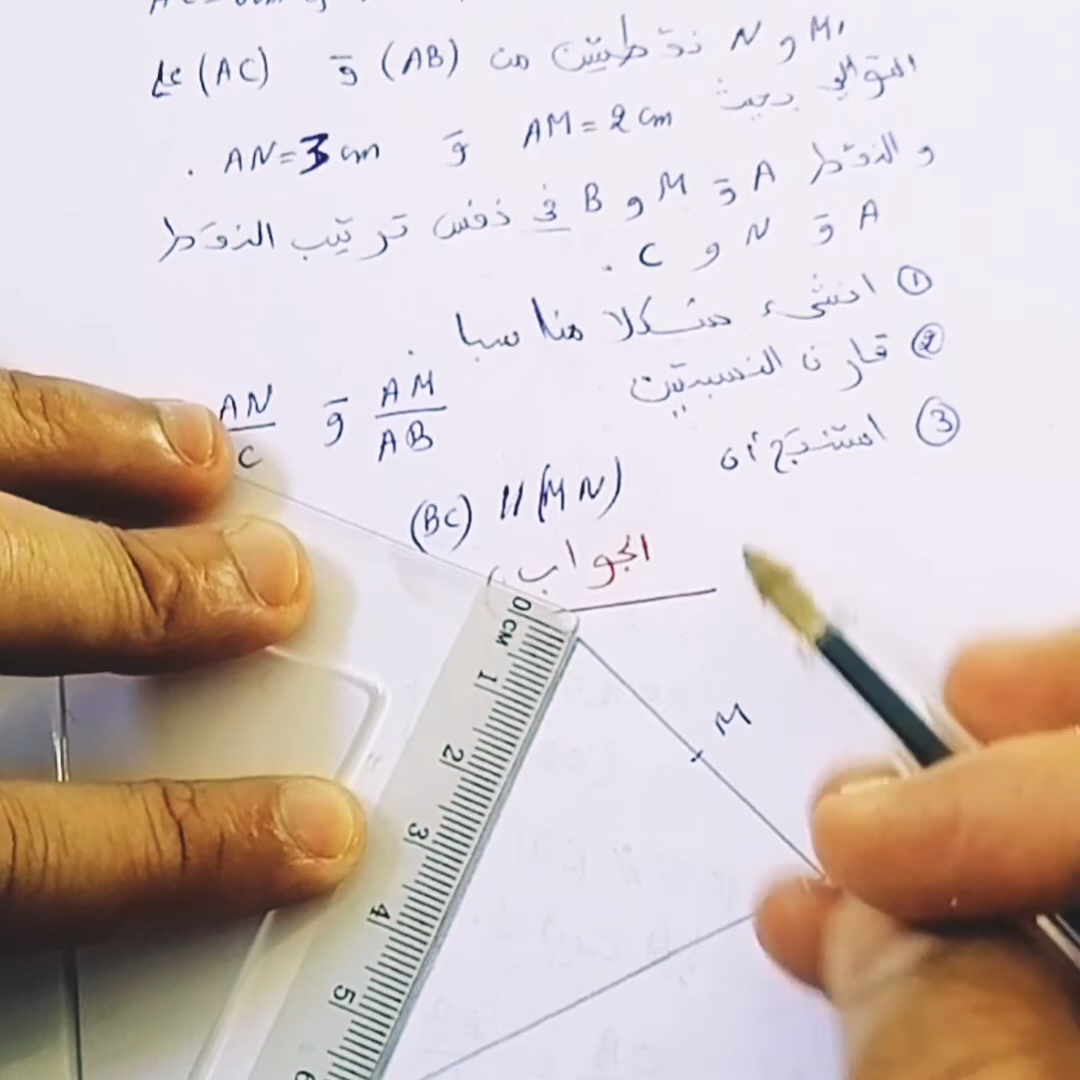 M و N نقطتين من (AB) و (AC) على
التوالي بحيث AM = 2 cm و AN = 3 cm .
و النقط A و M و B في نفس ترتيب النقط
A و N و C .
① انشىء شكلا مناسبا .
② قارن النسبتين AM/AB و AN/C
③ استنتج أن
(BC) // (MN)
الجواب
M
0 CM 1 2 3 4 5 6